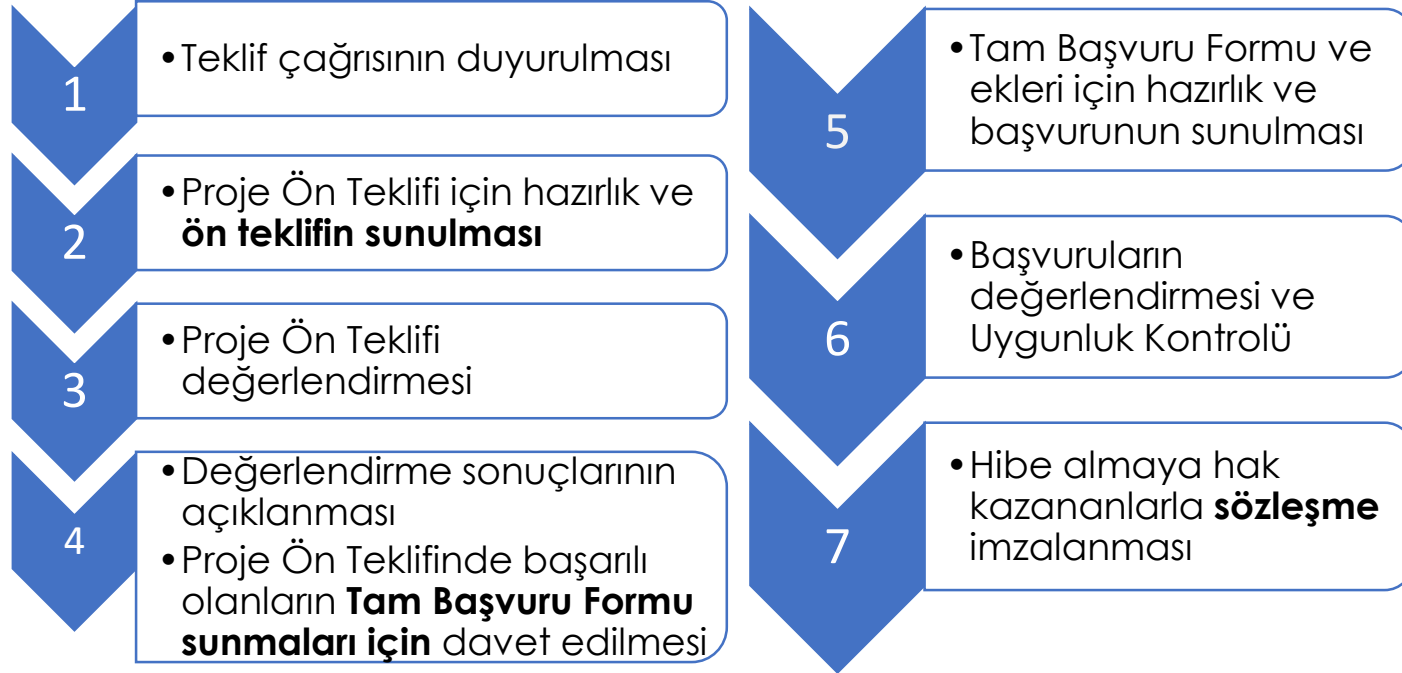 1
•Teklif çağrısının duyurulması
2
•Proje Ön Teklifi için hazırlık ve
ön teklifin sunulması
3
•Proje Ön Teklifi
değerlendirmesi
4
•Değerlendirme sonuçlarının
açıklanması
•Proje Ön Teklifinde başarılı
olanların Tam Başvuru Formu
sunmaları için davet edilmesi
5
•Tam Başvuru Formu ve
ekleri için hazırlık ve
başvurunun sunulması
6
•Başvuruların
değerlendirmesi ve
Uygunluk Kontrolü
7
•Hibe almaya hak
kazananlarla sözleşme
imzalanması